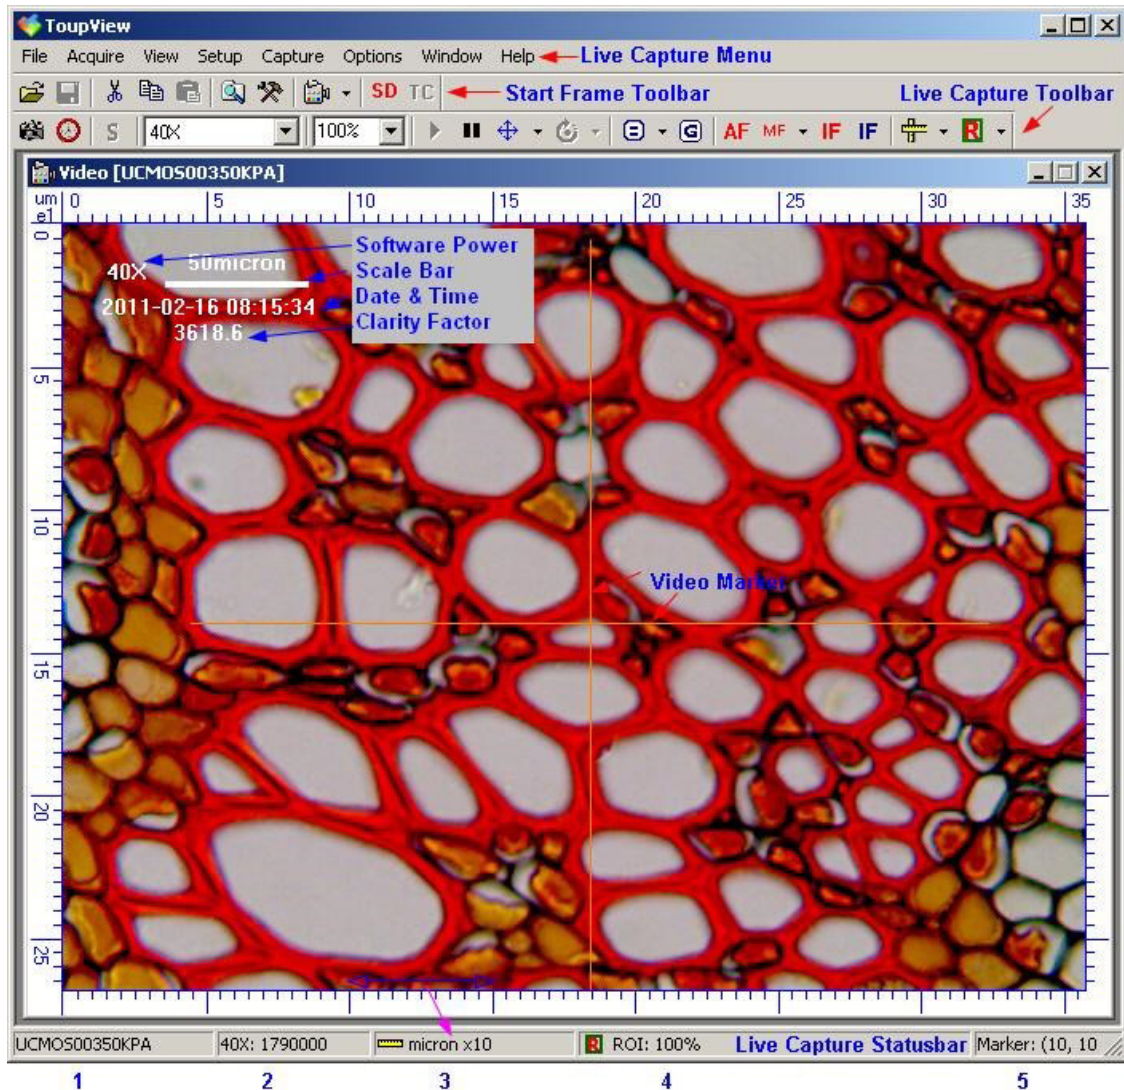 ToupView
File Acquire View Setup Capture Options Window Help Live Capture Menu
SD TC Start Frame Toolbar Live Capture Toolbar
S 40X 100% G AF MF IF IF R
Video [UCMOS00350KPA]
um 0 5 10 15 20 25 30 35
e1
0
Software Power
40X 50micron Scale Bar
2011-02-16 08:15:34 Date & Time
3618.6 Clarity Factor
5
10
Video Marker
15
20
25
UCMOS00350KPA 40X: 1790000 micron x10 R ROI: 100% Live Capture Statusbar Marker: (10, 10
1 2 3 4 5